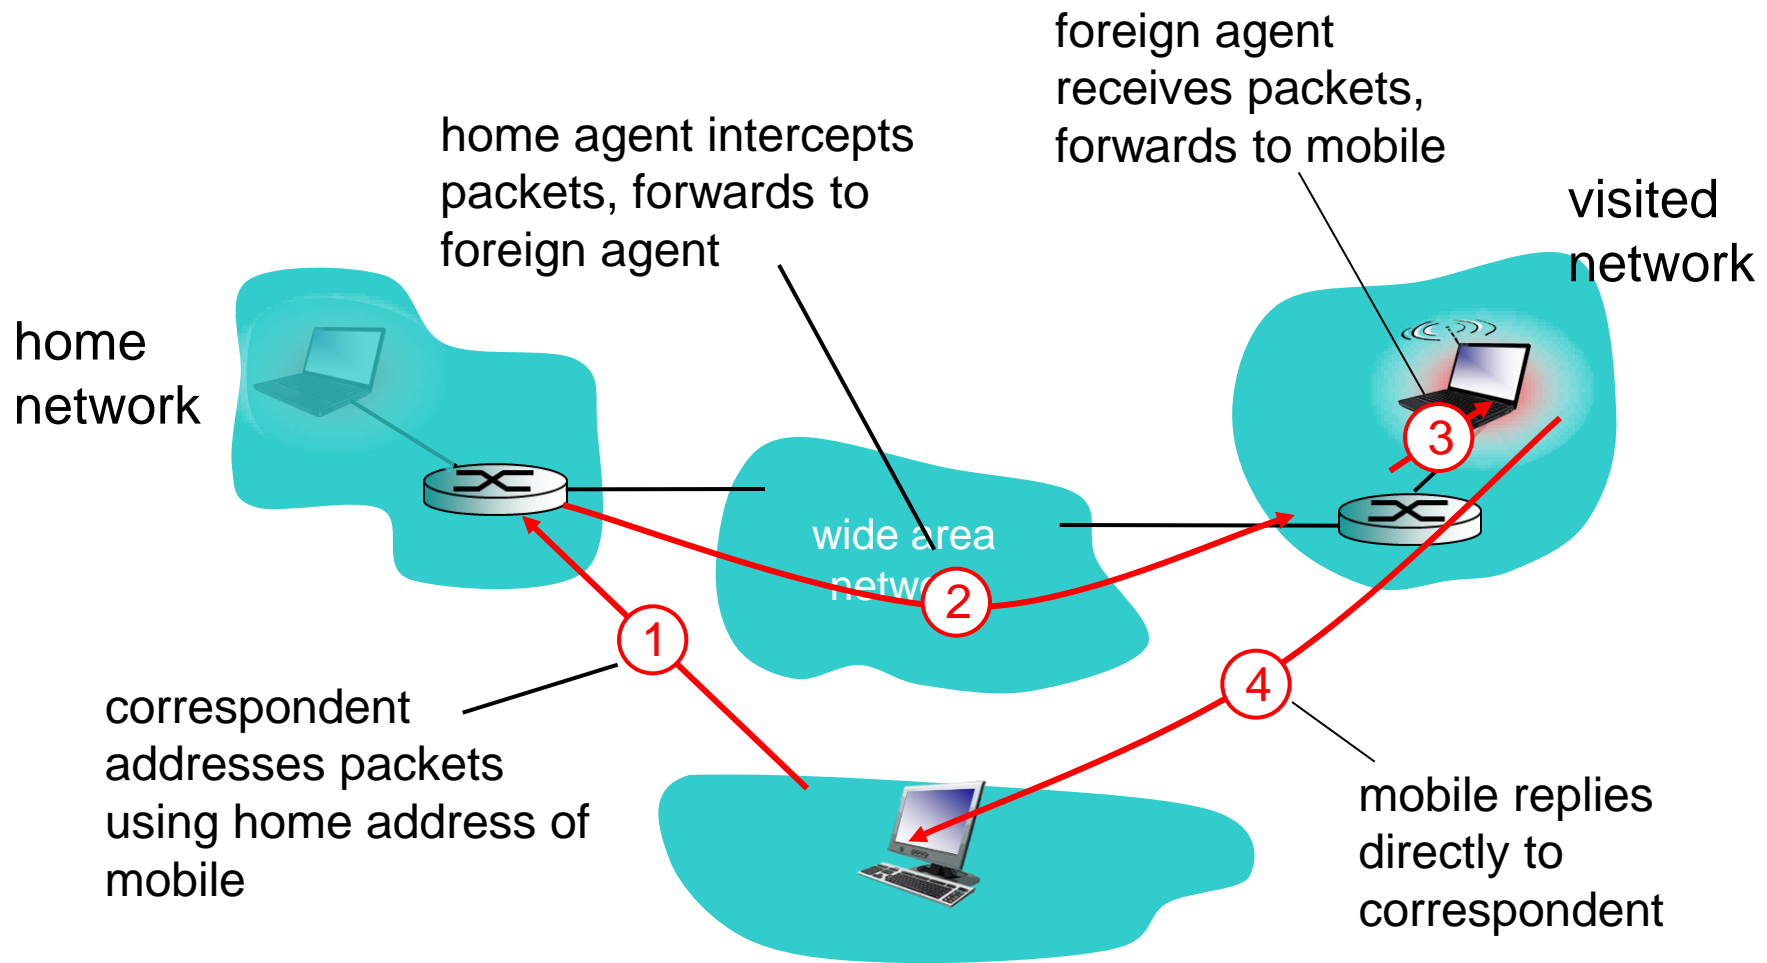 foreign agent
receives packets,
forwards to mobile
home agent intercepts
packets, forwards to
foreign agent
visited
network
home
network
wide area
network
3
2
1
4
correspondent
addresses packets
using home address of
mobile
mobile replies
directly to
correspondent